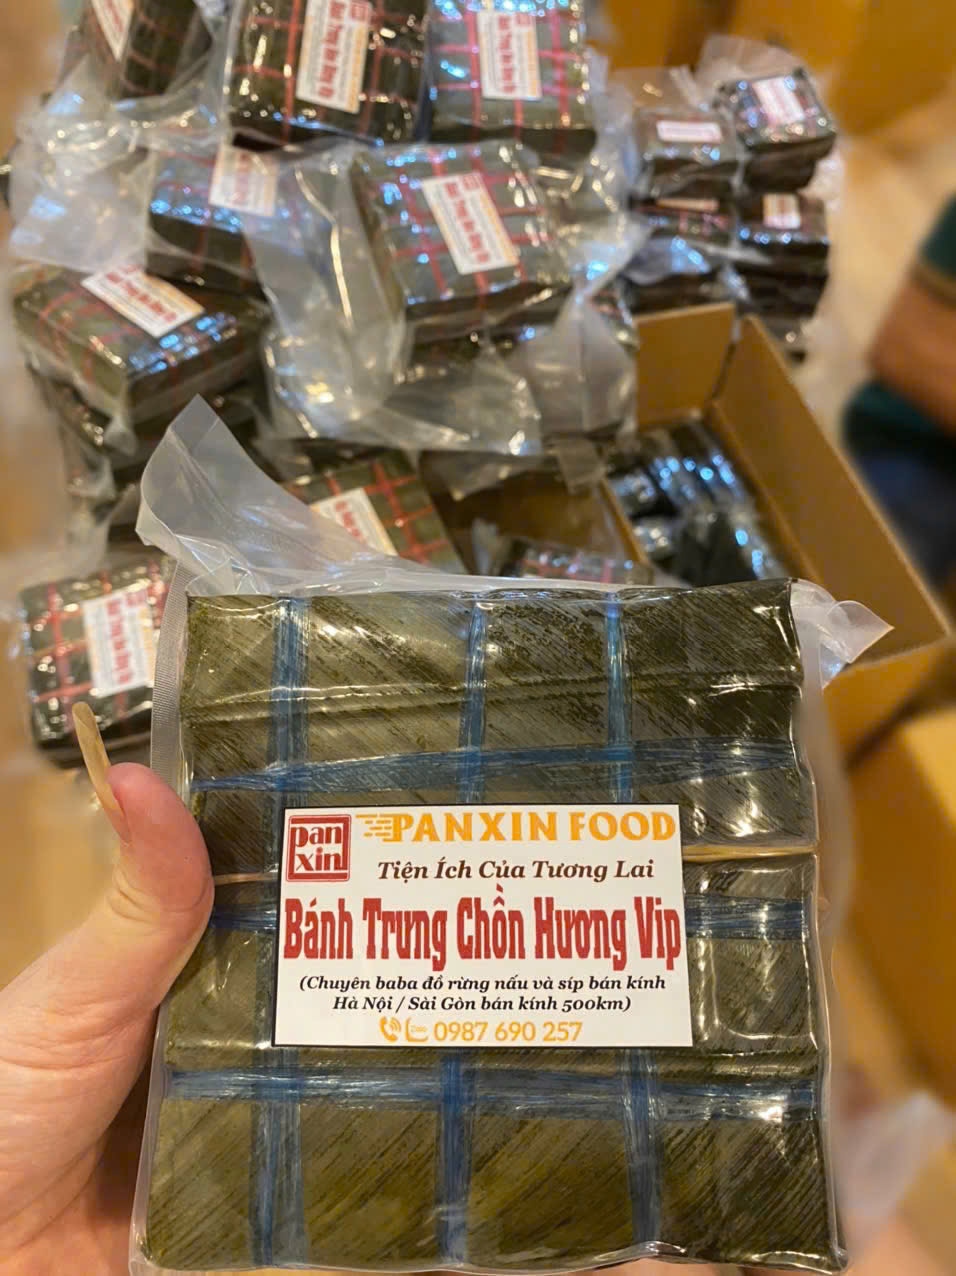 pan
xin
PANXIN FOOD
Tiện Ích Của Tương Lai
Bánh Trưng Chồn Hương Vip
(Chuyên baba đồ rừng nấu và síp bán kính
Hà Nội / Sài Gòn bán kính 500km)
Zalo 0987 690 257